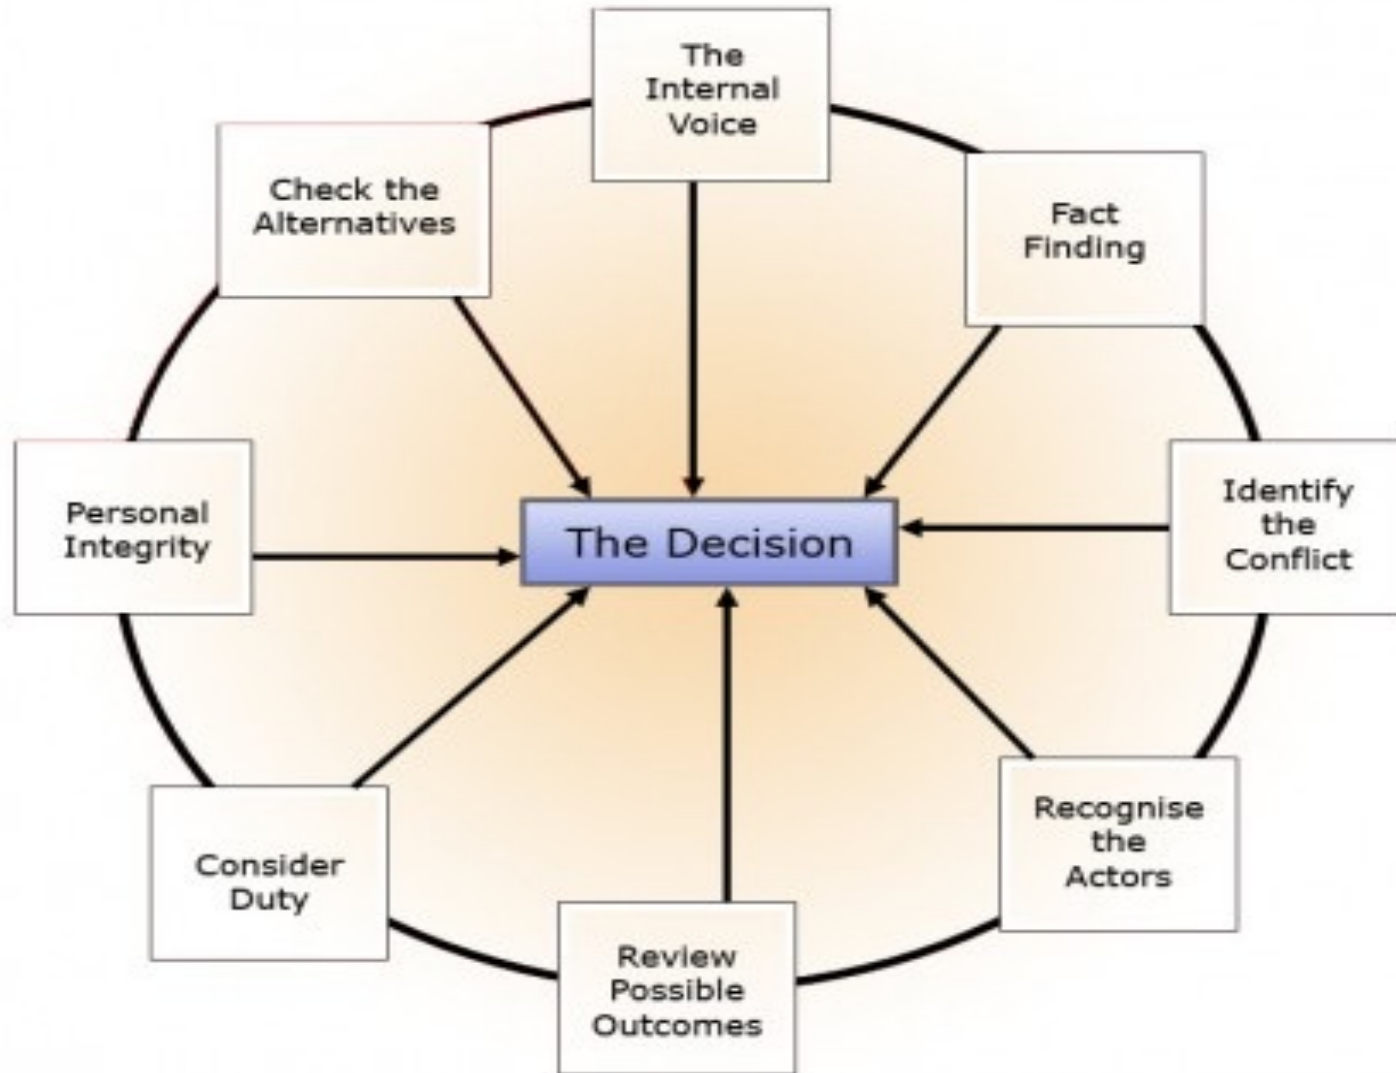 The
Internal
Voice
Fact
Finding
Identify
the
Conflict
Recognise
the
Actors
Review
Possible
Outcomes
Consider
Duty
Personal
Integrity
Check the
Alternatives
The Decision